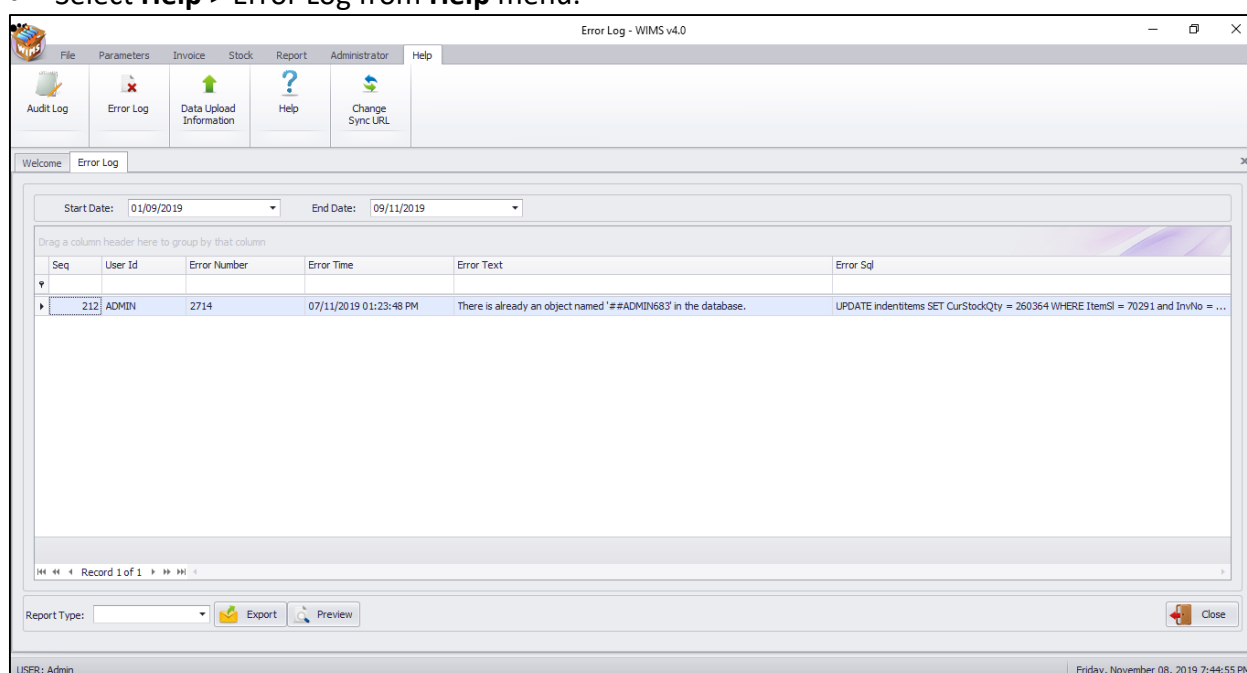 • Select Help > Error Log from Help menu.
Error Log - WIMS v4.0
WIMS
File Parameters Invoice Stock Report Administrator Help
Audit Log Error Log Data Upload Information Help Change Sync URL
Welcome Error Log
Start Date: 01/09/2019 End Date: 09/11/2019
Drag a column header here to group by that column
Seq User Id Error Number Error Time Error Text Error Sql
212 ADMIN 2714 07/11/2019 01:23:48 PM There is already an object named '##ADMIN683' in the database. UPDATE indentitems SET CurStockQty = 260364 WHERE ItemSl = 70291 and InvNo = ...
Record 1 of 1
Report Type: Export Preview Close
USER: Admin Friday, November 08, 2019 7:44:55 PM